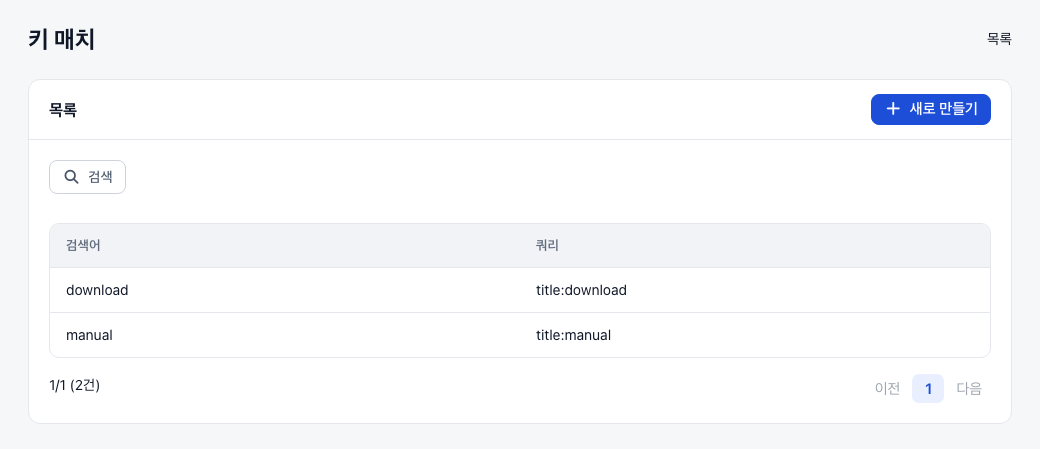 키 매치
목록
목록
새로 만들기
검색
검색어 쿼리
download title:download
manual title:manual
1/1 (2건)
이전 1 다음